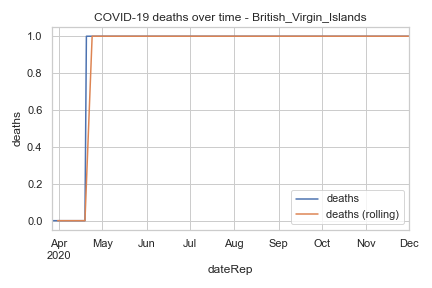 COVID-19 deaths over time - British_Virgin_Islands
deaths
1.0
0.8
0.6
0.4
0.2
0.0
deaths
deaths (rolling)
Apr May Jun Jul Aug Sep Oct Nov Dec
2020
dateRep